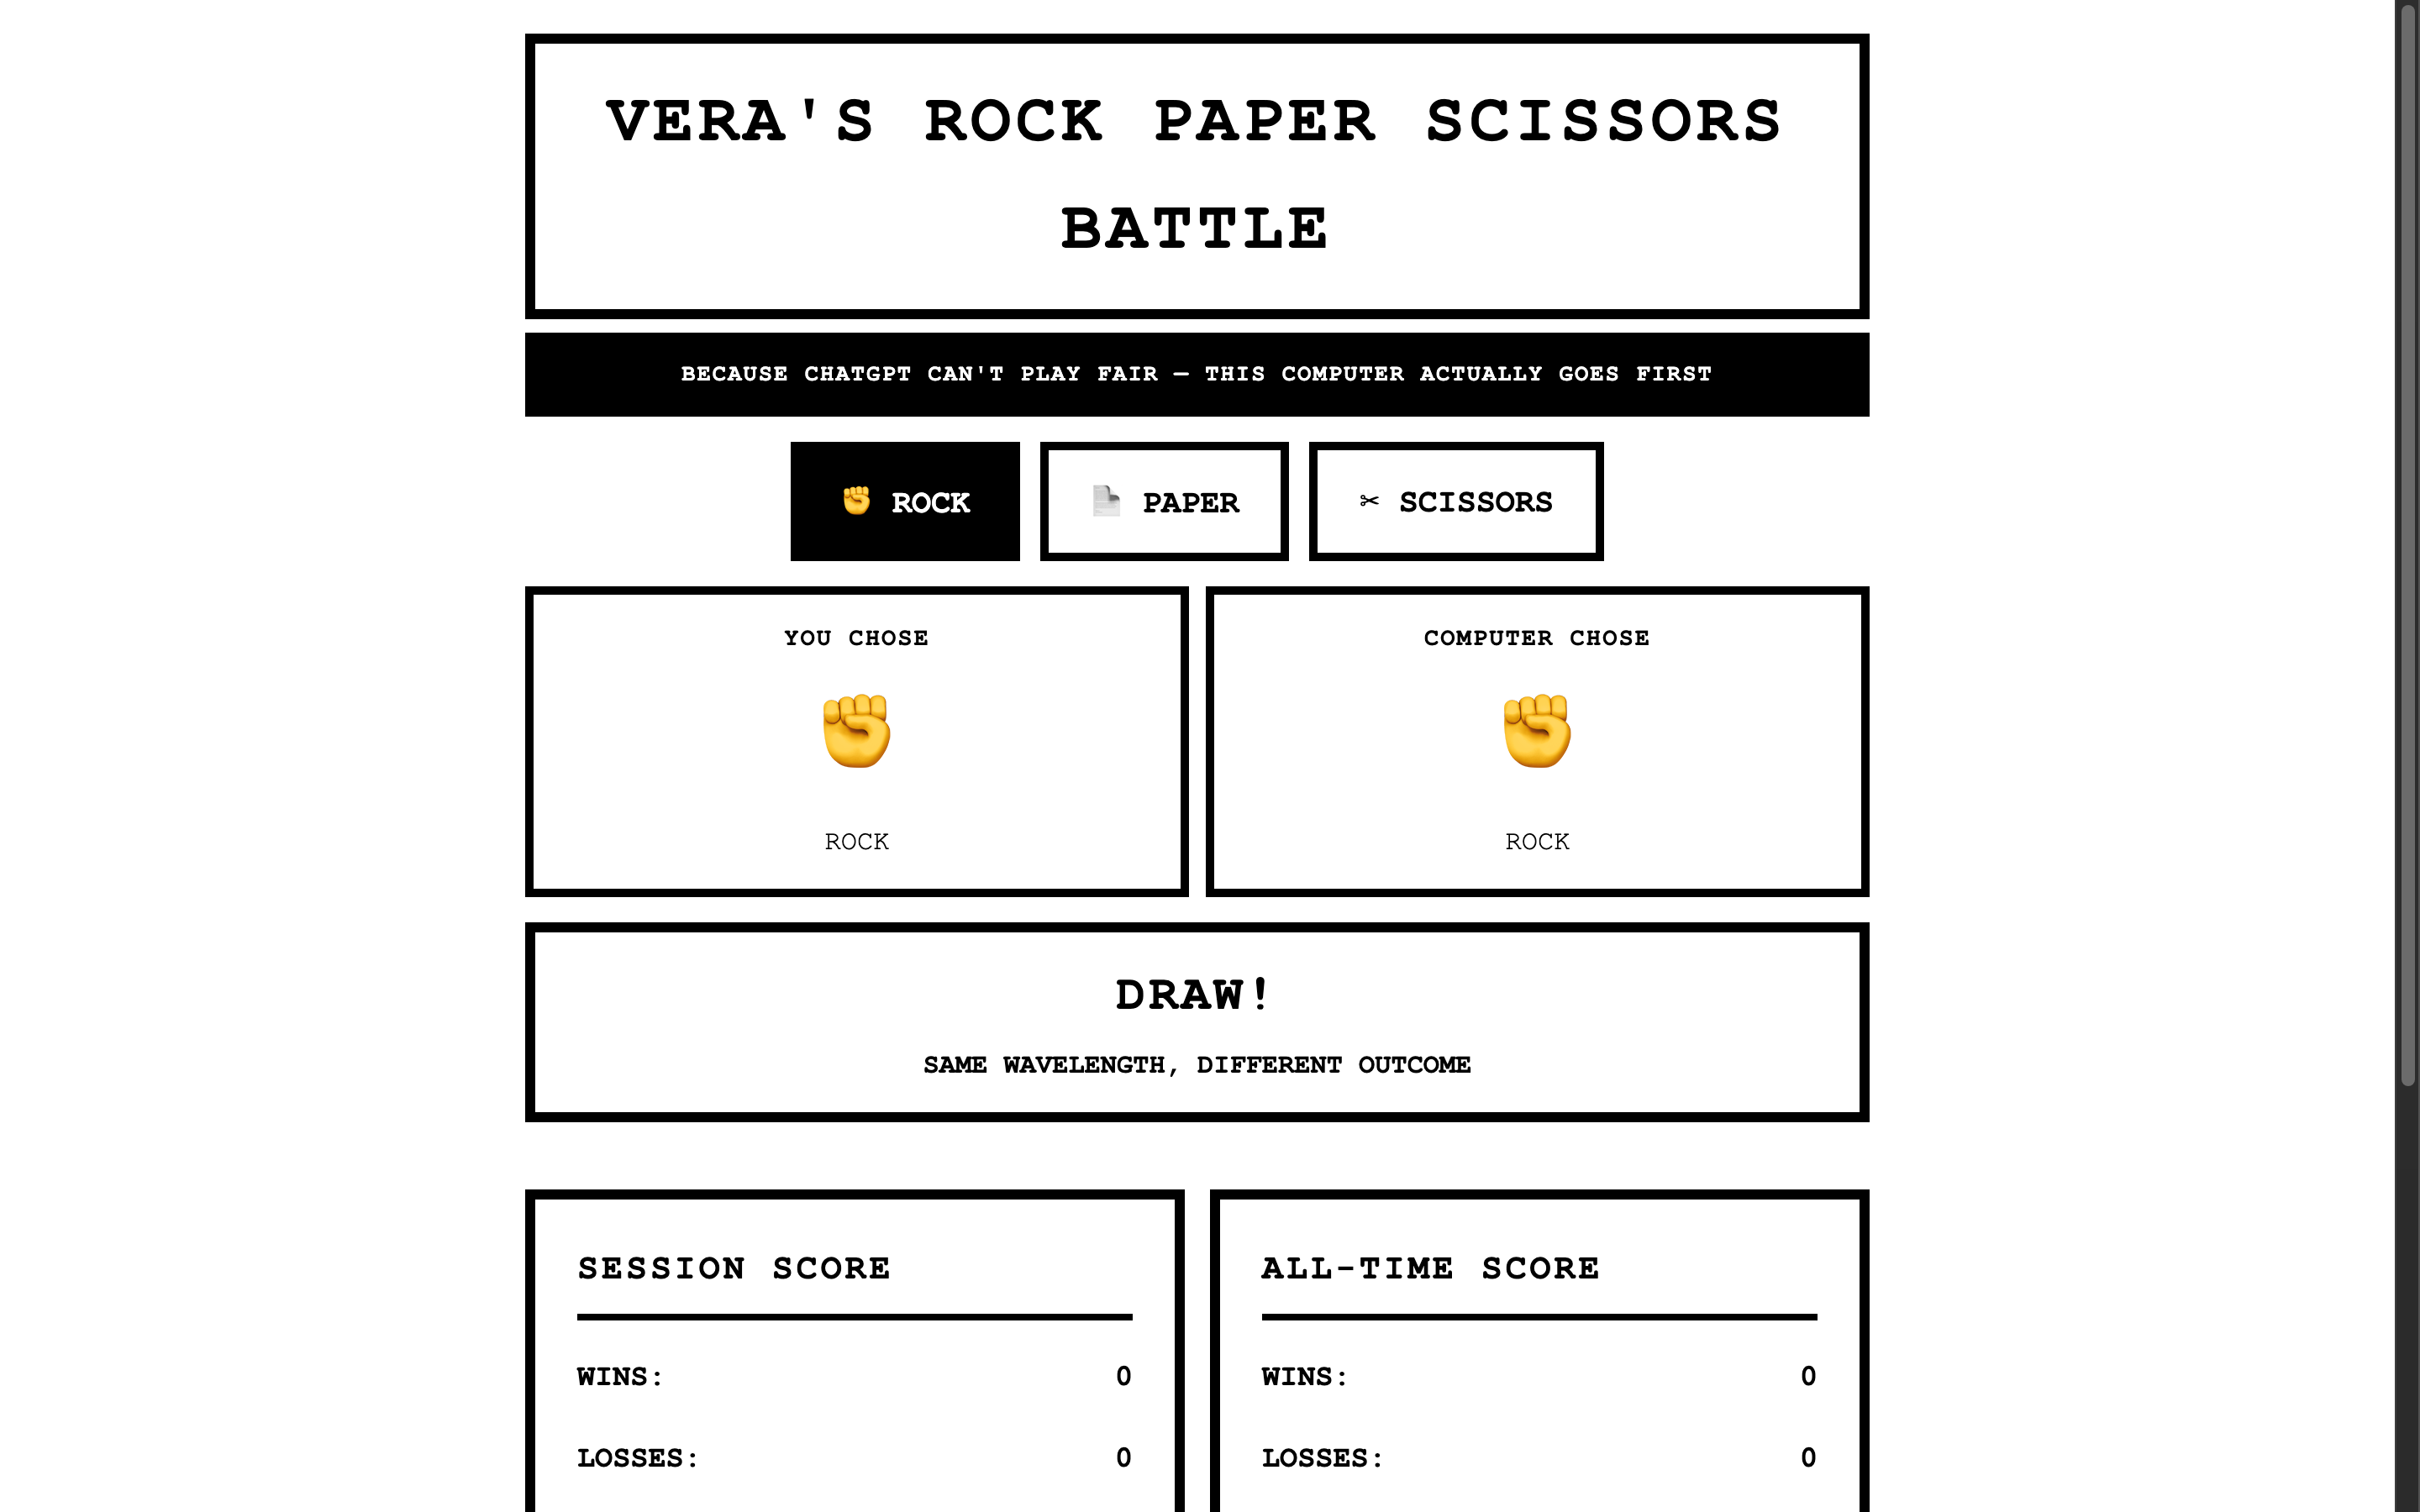 VERA'S ROCK PAPER SCISSORS
BATTLE
BECAUSE CHATGPT CAN'T PLAY FAIR — THIS COMPUTER ACTUALLY GOES FIRST
✊ ROCK
📄 PAPER
✂ SCISSORS
YOU CHOSE
✊
ROCK
COMPUTER CHOSE
✊
ROCK
DRAW!
SAME WAVELENGTH, DIFFERENT OUTCOME
SESSION SCORE
WINS: 0
LOSSES: 0
ALL-TIME SCORE
WINS: 0
LOSSES: 0